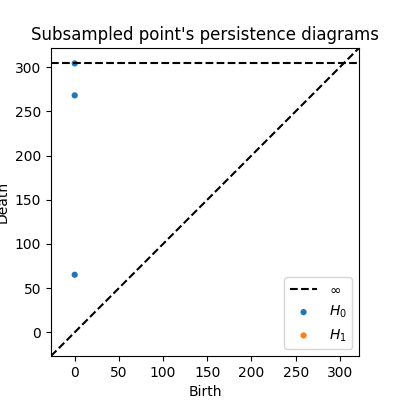 Subsampled point's persistence diagrams
300
250
200
150
100
50
0
Death
∞
H₀
H₁
0 50 100 150 200 250 300
Birth